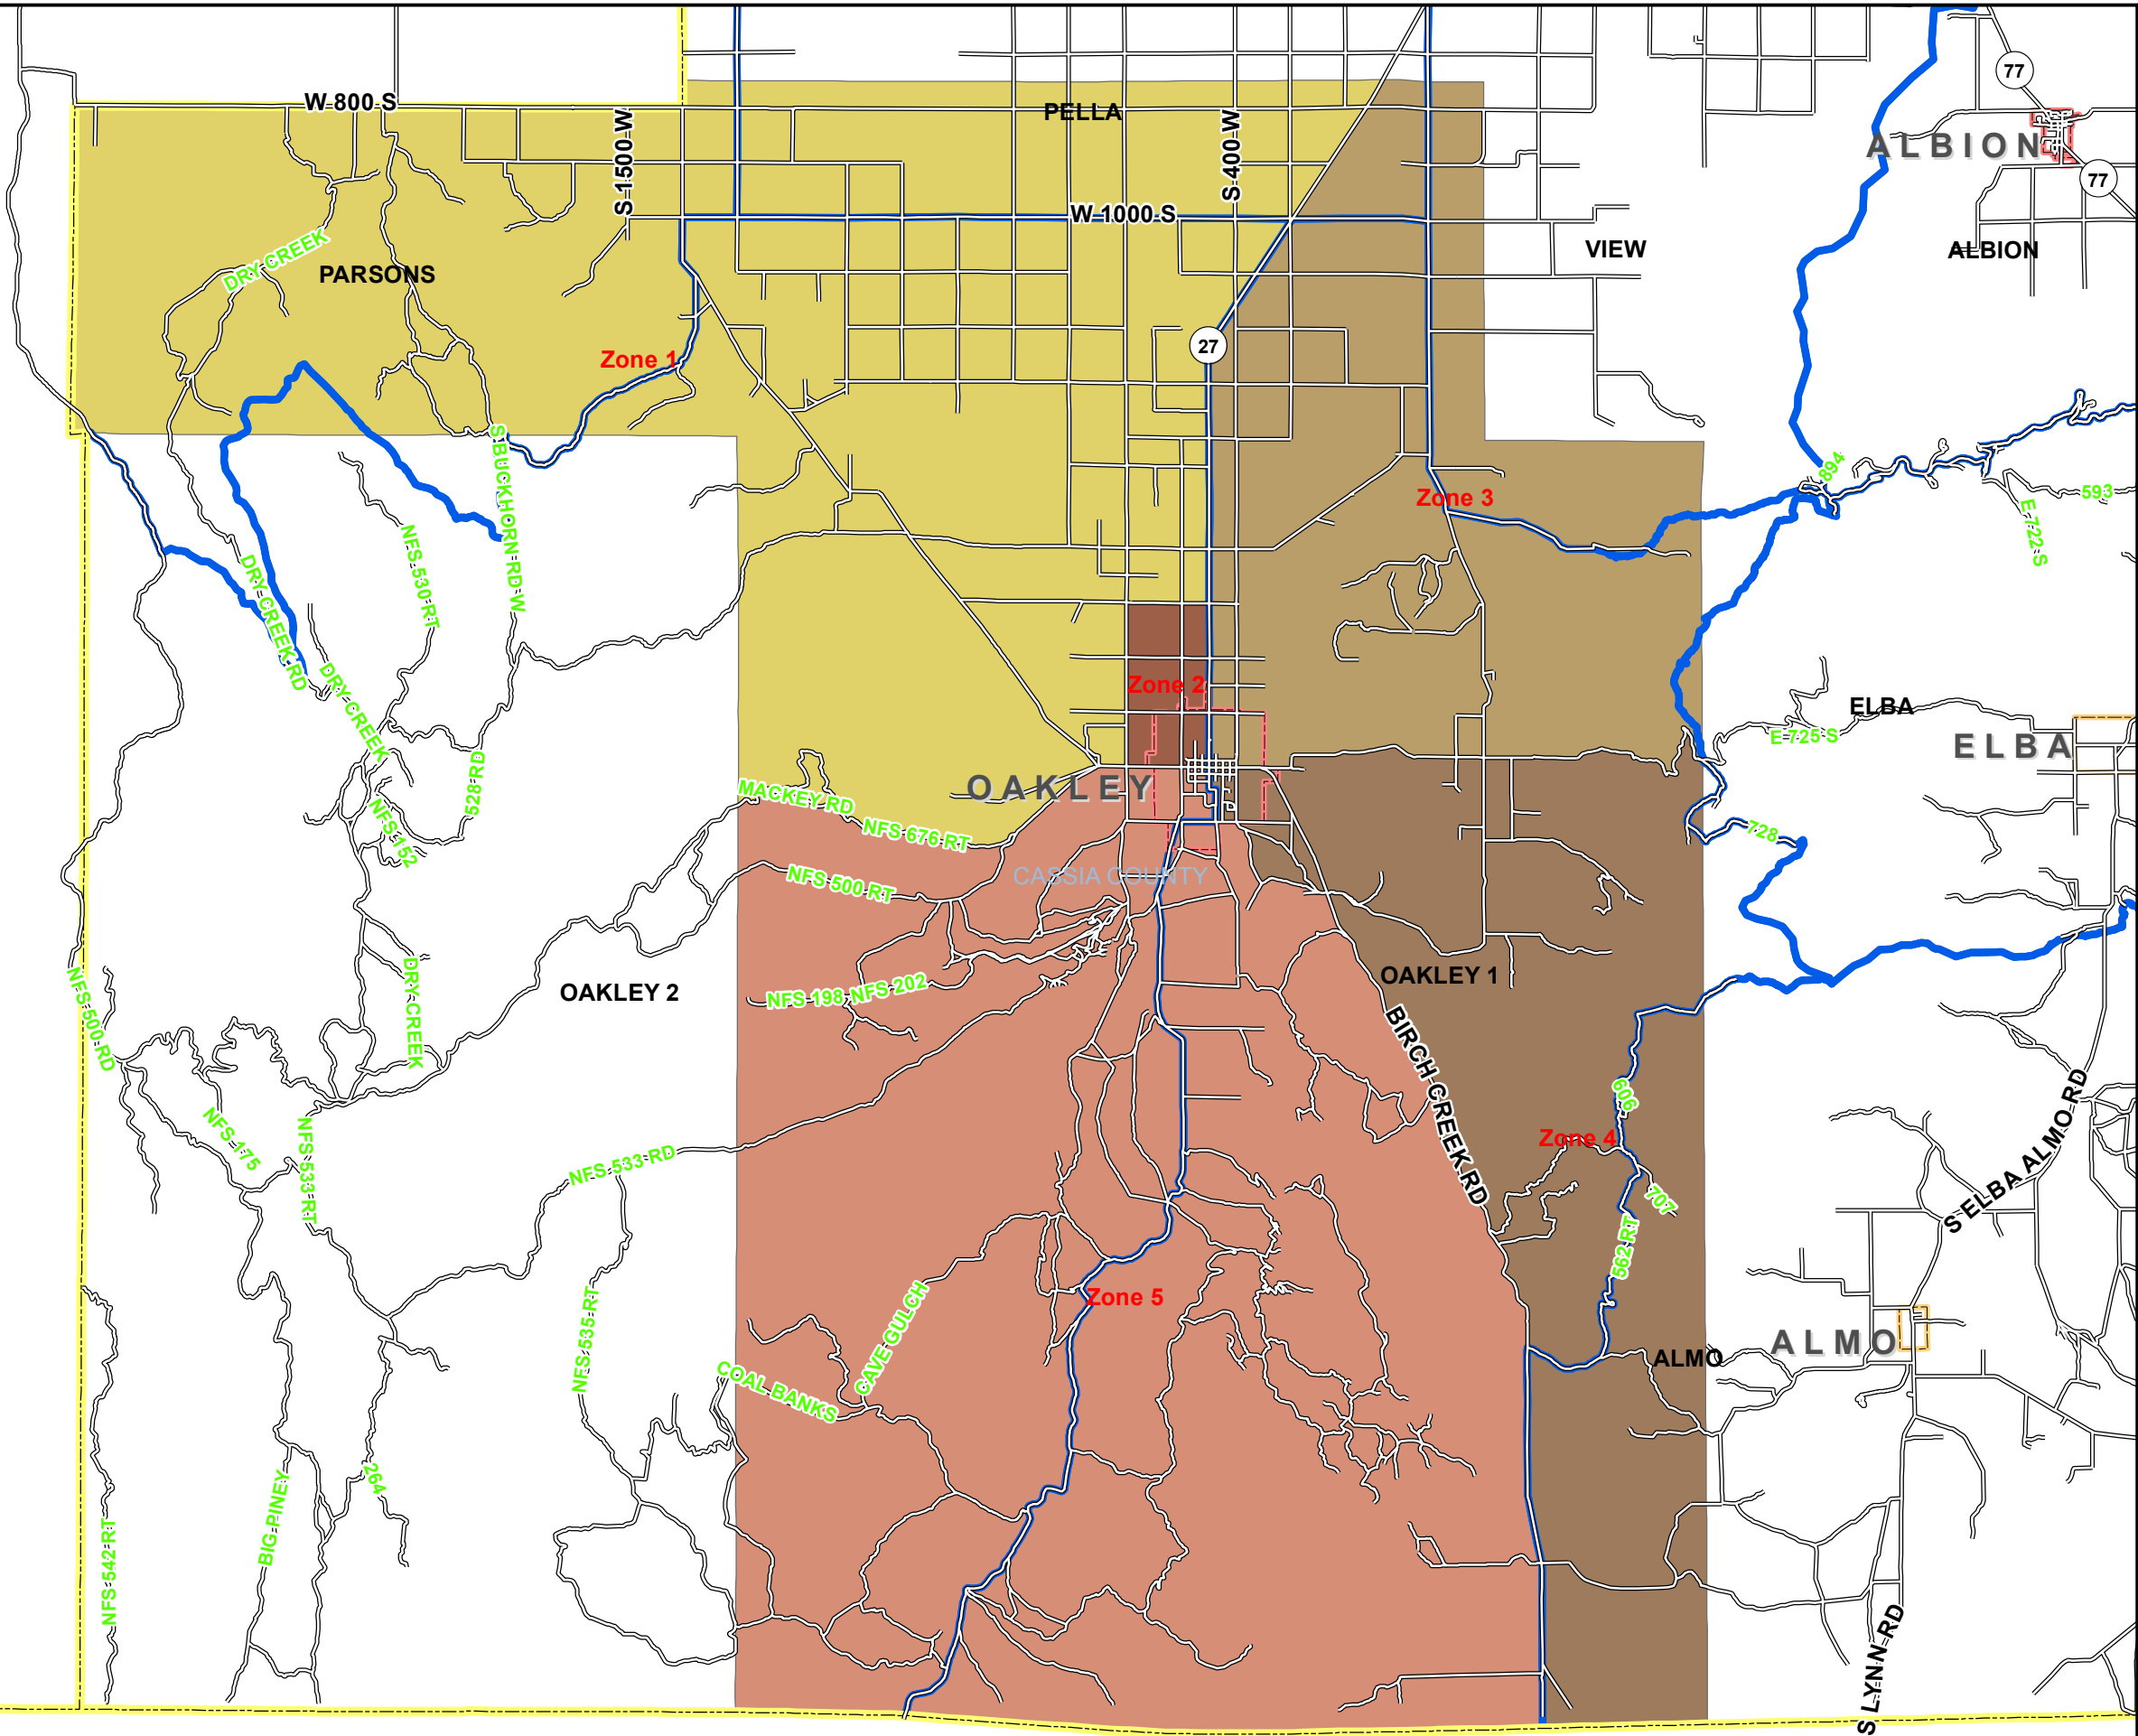 77
W 800 S
PELLA
S 1500 W
S 400 W
ALBION
77
W 1000 S
VIEW
ALBION
DRY CREEK
PARSONS
27
Zone 1
S BUCKHORN RD W
Zone 3
894
593
E 722 S
NFS 530 RT
DRY CREEK RD
DRY CREEK
Zone 2
ELBA
E 725 S
ELBA
528 RD
OAKLEY
MACKEY RD
NFS 676 RT
NFS 152
728
CASSIA COUNTY
NFS 500 RT
OAKLEY 1
OAKLEY 2
NFS 198
NFS 202
DRY CREEK
NFS 500 RD
BIRCH CREEK RD
606
S ELBA ALMO RD
Zone 4
NFS 175
NFS 533 RT
NFS 533 RD
707
562 RT
Zone 5
CAVE GULCH
NFS 535 RT
COAL BANKS
ALMO
ALMO
264
BIG PINEY
NFS 542 RT
S LYNN RD